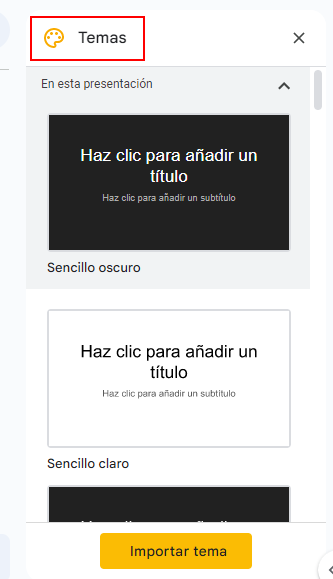 Temas
En esta presentación
Haz clic para añadir un
título
Haz clic para añadir un subtítulo
Sencillo oscuro
Haz clic para añadir un
título
Haz clic para añadir un subtítulo
Sencillo claro
Importar tema